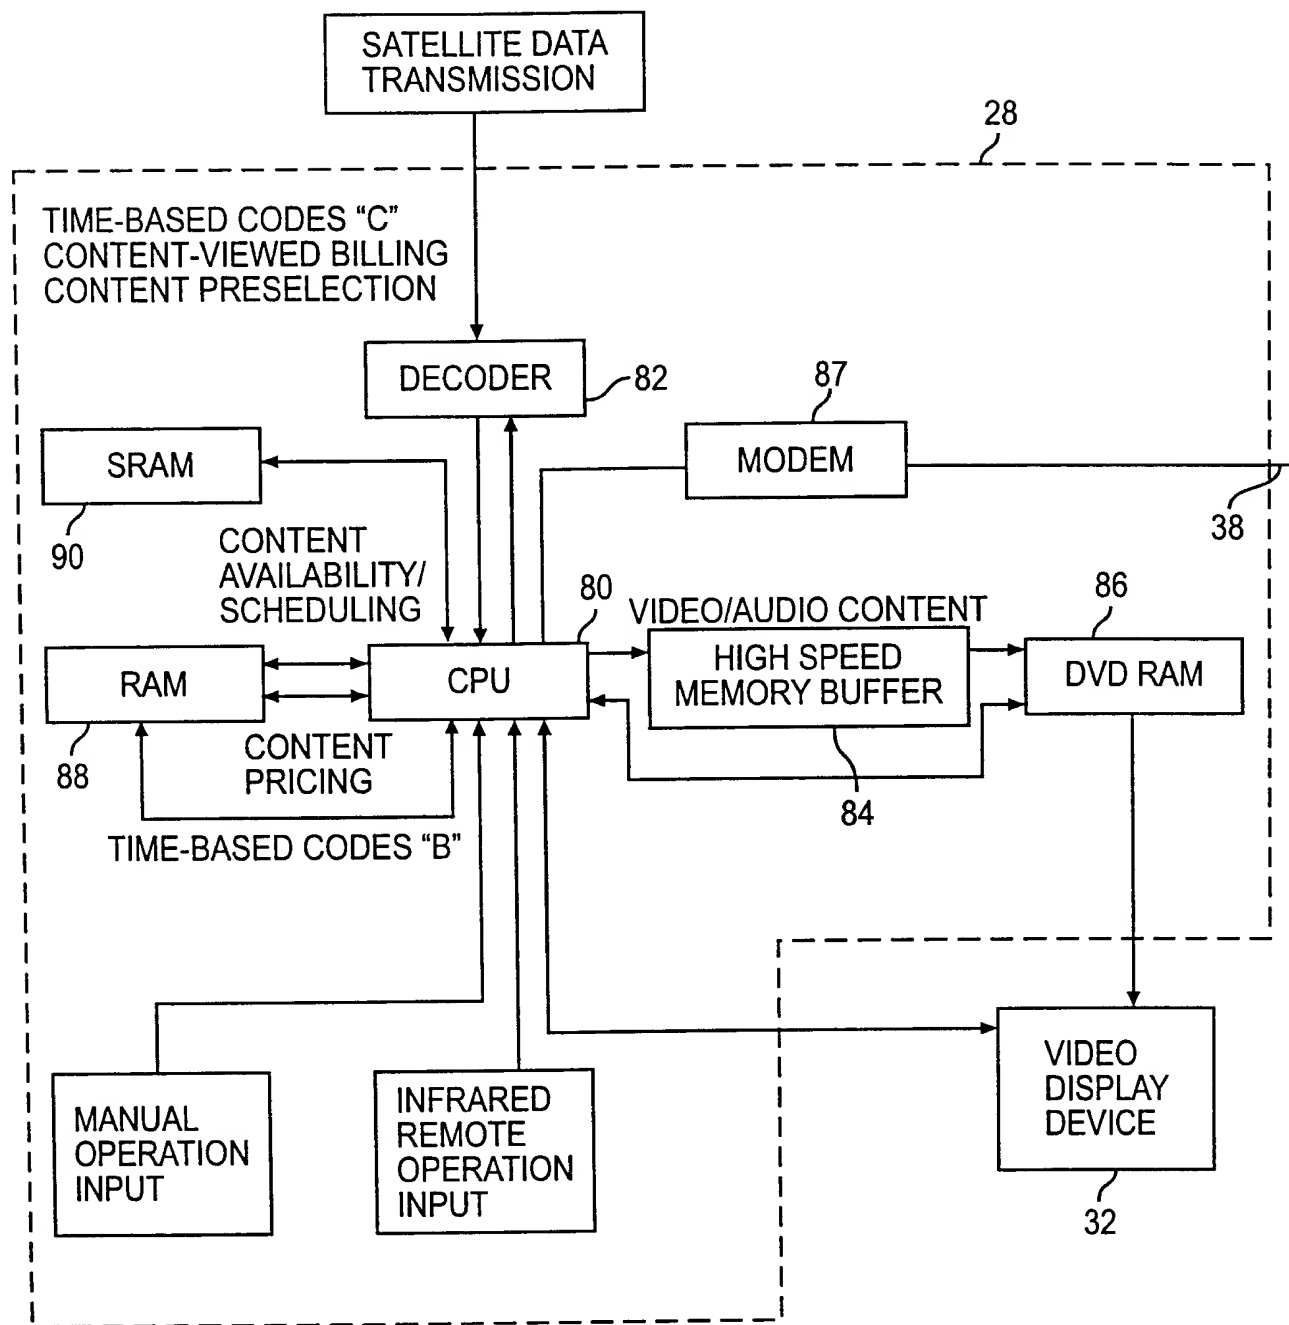 SATELLITE DATA
TRANSMISSION
28
TIME-BASED CODES “C”
CONTENT-VIEWED BILLING
CONTENT PRESELECTION
DECODER
82
87
SRAM
MODEM
90
38
CONTENT
AVAILABILITY/
SCHEDULING
80
VIDEO/AUDIO CONTENT
86
RAM
CPU
HIGH SPEED
MEMORY BUFFER
DVD RAM
88
CONTENT
PRICING
84
TIME-BASED CODES “B”
MANUAL
OPERATION
INPUT
INFRARED
REMOTE
OPERATION
INPUT
VIDEO
DISPLAY
DEVICE
32